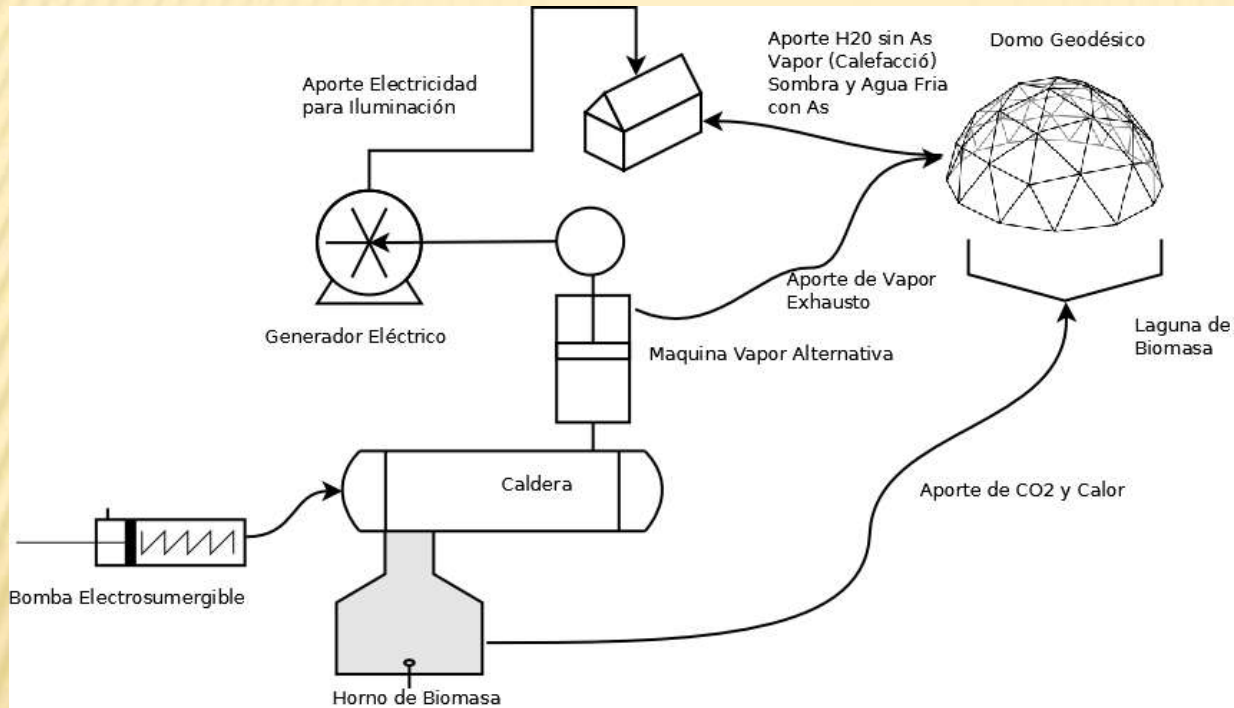 Aporte H20 sin As
Vapor (Calefacció)
Sombra y Agua Fria
con As
Domo Geodésico
Aporte Electricidad
para Iluminación
Aporte de Vapor
Exhausto
Generador Eléctrico
Maquina Vapor Alternativa
Laguna de
Biomasa
Caldera
Aporte de CO2 y Calor
Bomba Electrosumergible
Horno de Biomasa